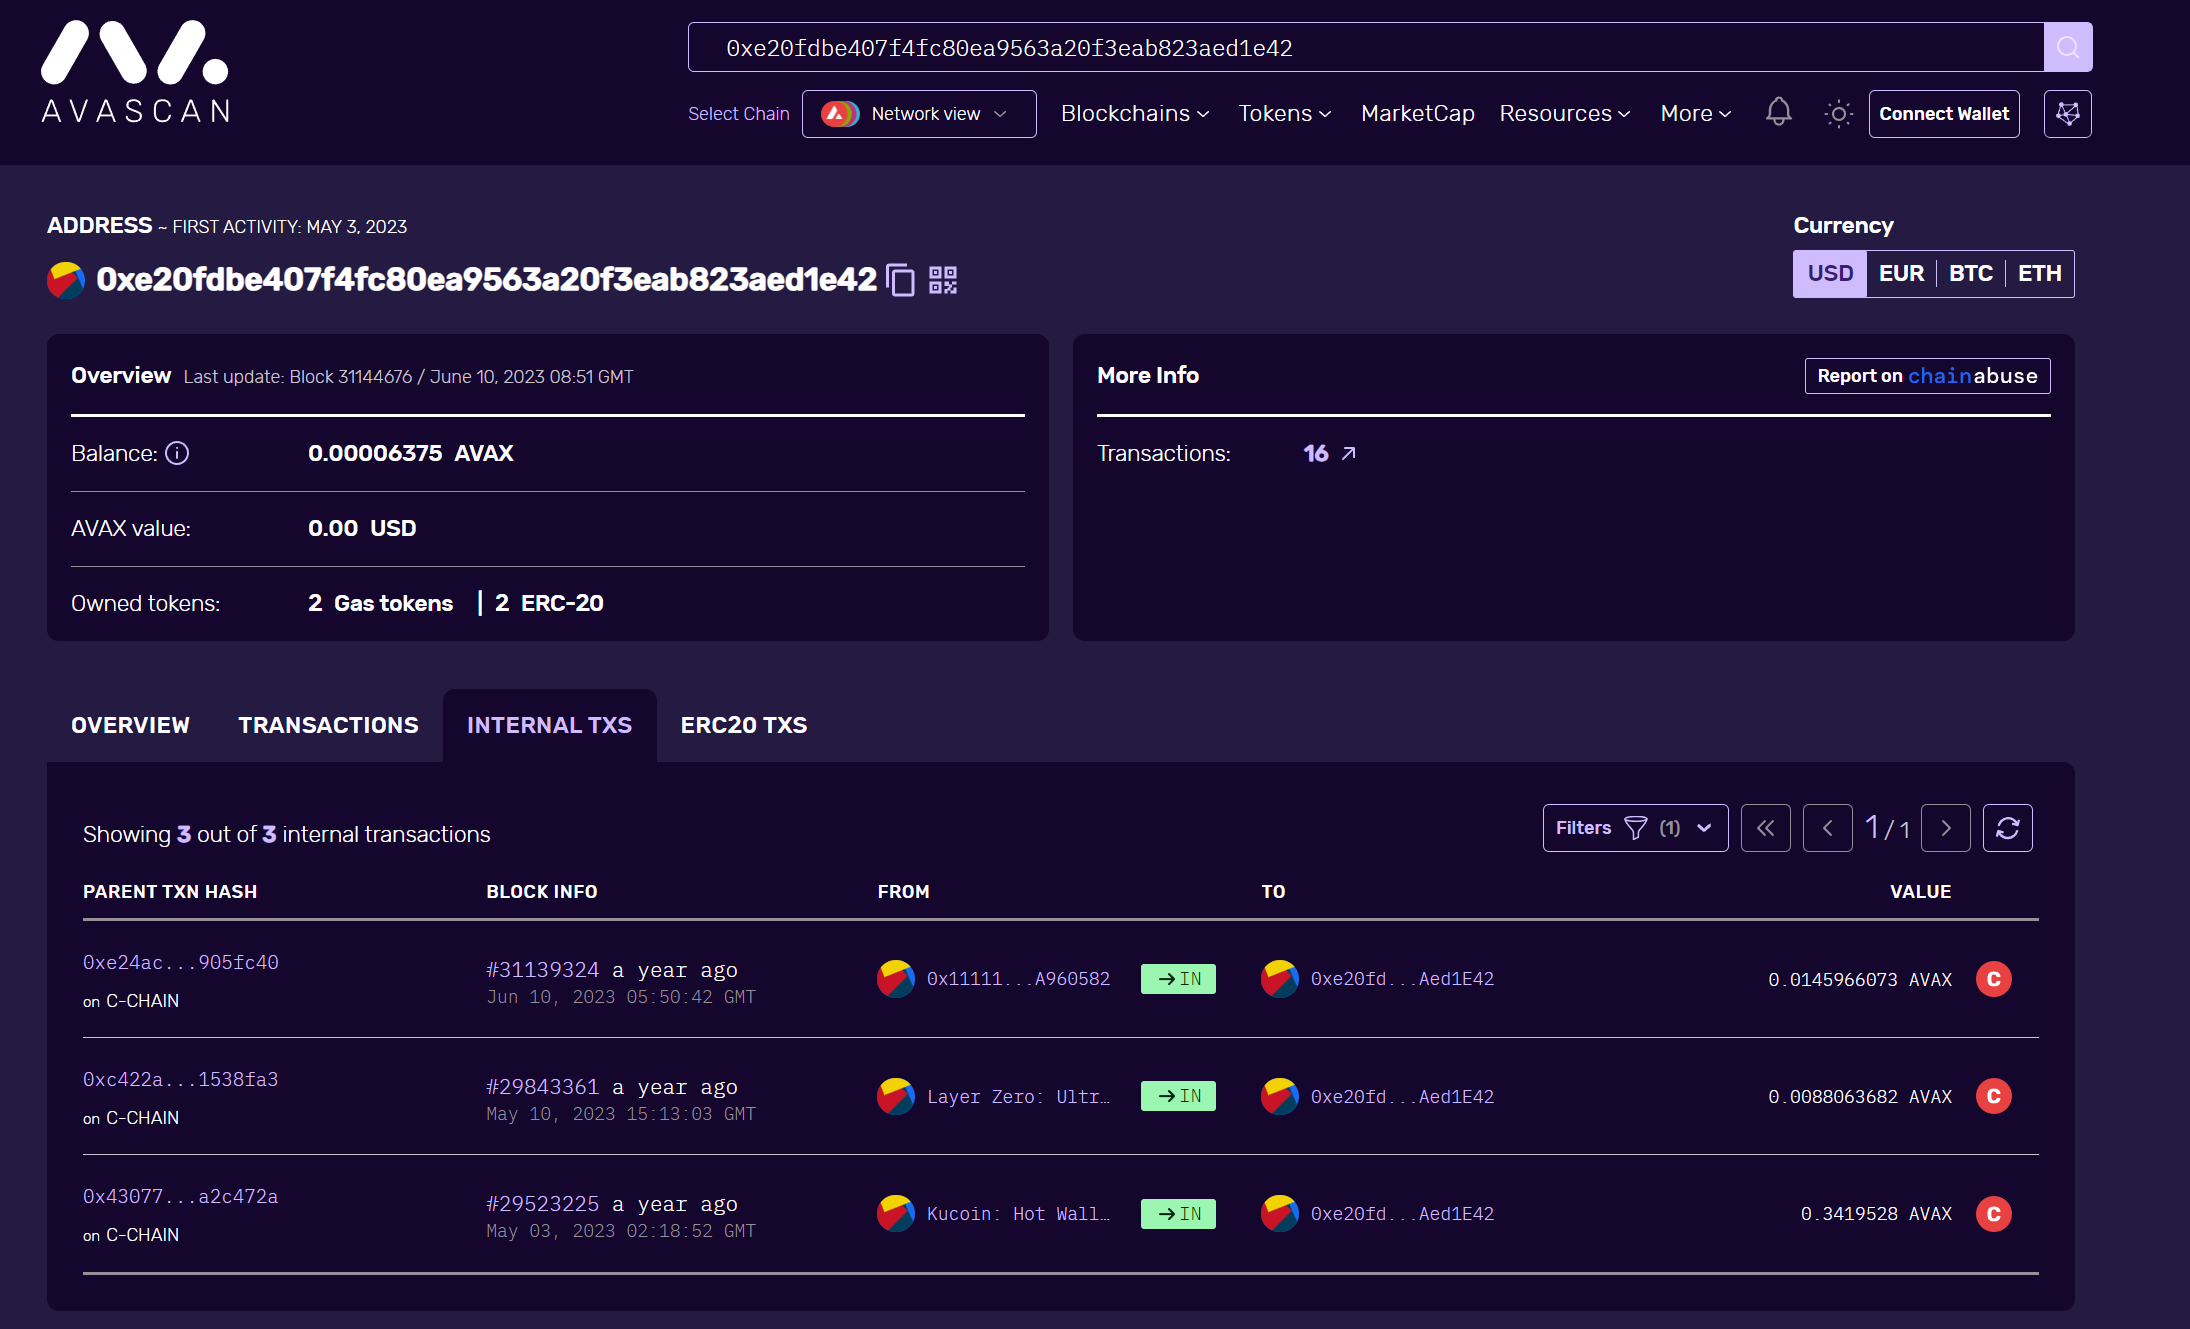 AVASCAN
0xe20fdbe407f4fc80ea9563a20f3eab823aed1e42
Select Chain Network view Blockchains Tokens MarketCap Resources More Connect Wallet
ADDRESS ~ FIRST ACTIVITY: MAY 3, 2023
0xe20fdbe407f4fc80ea9563a20f3eab823aed1e42
Currency
USD EUR BTC ETH
Overview Last update: Block 31144676 / June 10, 2023 08:51 GMT
Balance: 0.00006375 AVAX
AVAX value: 0.00 USD
Owned tokens: 2 Gas tokens | 2 ERC-20
More Info Report on chainabuse
Transactions: 16
OVERVIEW TRANSACTIONS INTERNAL TXS ERC20 TXS
Showing 3 out of 3 internal transactions
Filters (1) 1 / 1
PARENT TXN HASH BLOCK INFO FROM TO VALUE
0xe24ac...905fc40 #31139324 a year ago 0x11111...A960582 IN 0xe20fd...Aed1E42 0.0145966073 AVAX C
on C-CHAIN Jun 10, 2023 05:50:42 GMT
0xc422a...1538fa3 #29843361 a year ago Layer Zero: Ultr… IN 0xe20fd...Aed1E42 0.0088063682 AVAX C
on C-CHAIN May 10, 2023 15:13:03 GMT
0x43077...a2c472a #29523225 a year ago Kucoin: Hot Wall… IN 0xe20fd...Aed1E42 0.3419528 AVAX C
on C-CHAIN May 03, 2023 02:18:52 GMT